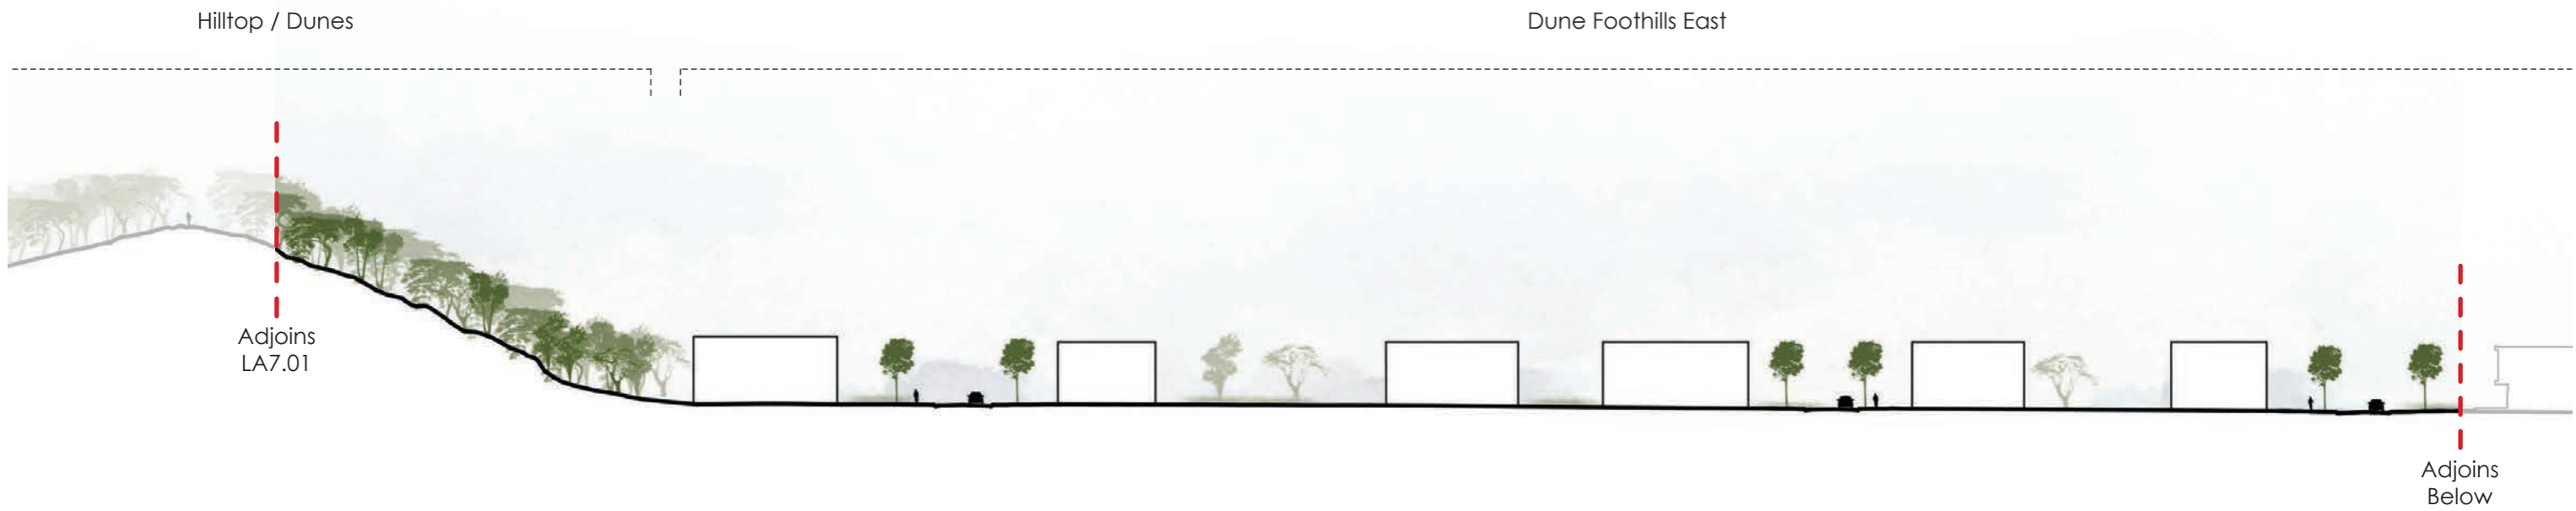 Hilltop / Dunes
Dune Foothills East
Adjoins
LA7.01
Adjoins
Below